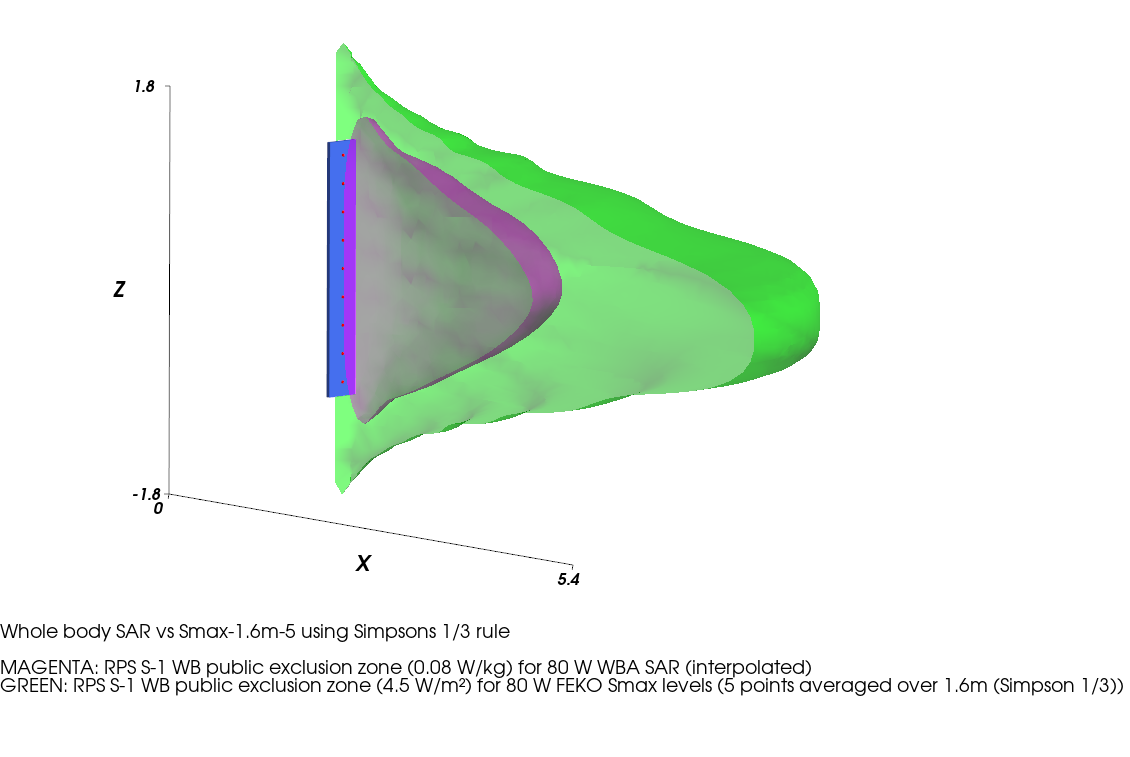 1.8
Z
-1.8
0
X
5.4
Whole body SAR vs Smax-1.6m-5 using Simpsons 1/3 rule
MAGENTA: RPS S-1 WB public exclusion zone (0.08 W/kg) for 80 W WBA SAR (interpolated)
GREEN: RPS S-1 WB public exclusion zone (4.5 W/m²) for 80 W FEKO Smax levels (5 points averaged over 1.6m (Simpson 1/3))